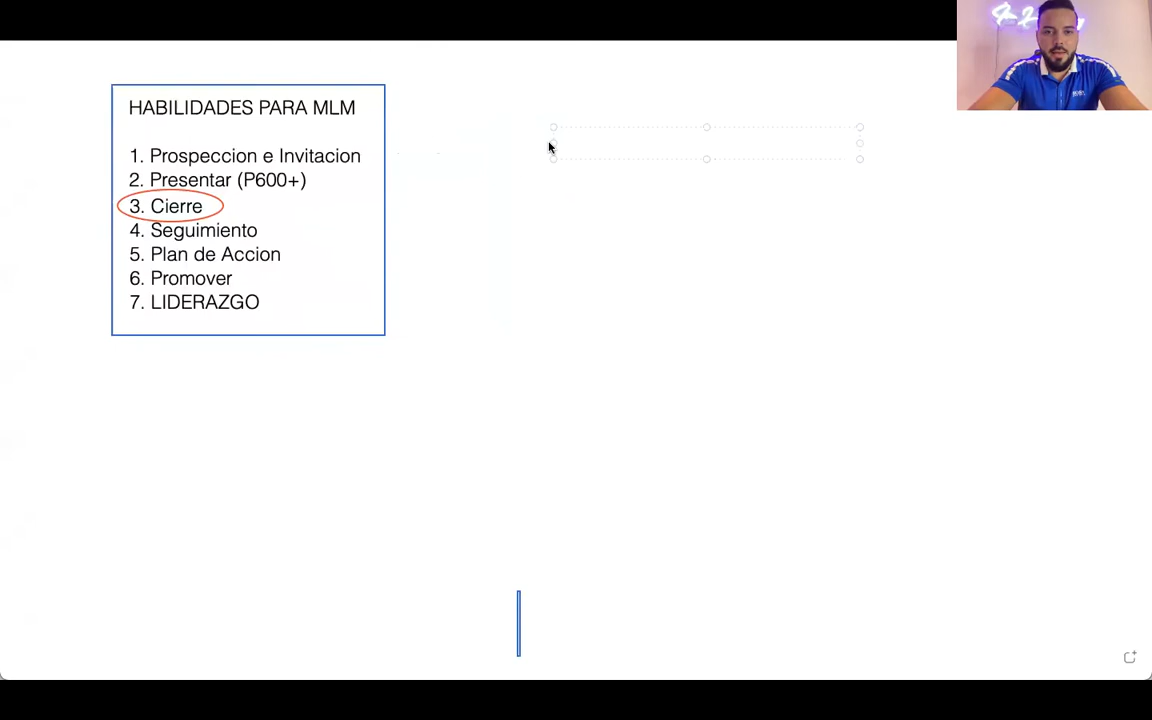 HABILIDADES PARA MLM
1. Prospeccion e Invitacion
2. Presentar (P600+)
3. Cierre
4. Seguimiento
5. Plan de Accion
6. Promover
7. LIDERAZGO